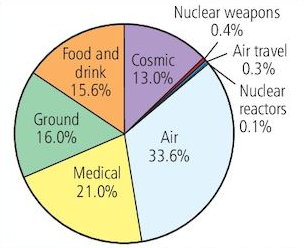 Nuclear weapons
0.4%
Air travel
0.3%
Nuclear
reactors
0.1%
Cosmic
13.0%
Food and
drink
15.6%
Ground
16.0%
Air
33.6%
Medical
21.0%